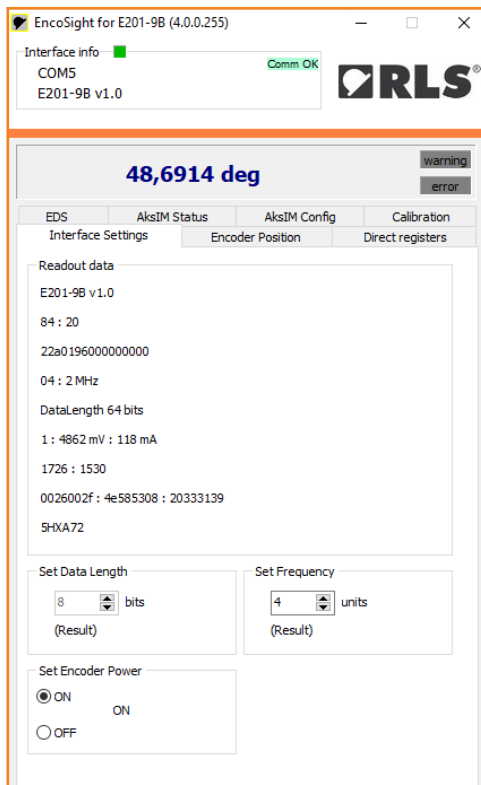 EncoSight for E201-9B (4.0.0.255)
Interface info
Comm OK
COM5
E201-9B v1.0
RLS®
48,6914 deg
warning
error
EDS AksIM Status AksIM Config Calibration
Interface Settings Encoder Position Direct registers
Readout data
E201-9B v1.0
84 : 20
22a0196000000000
04 : 2 MHz
DataLength 64 bits
1 : 4862 mV : 118 mA
1726 : 1530
0026002f : 4e585308 : 20333139
5HXA72
Set Data Length Set Frequency
8 bits 4 units
(Result) (Result)
Set Encoder Power
ON
ON
OFF